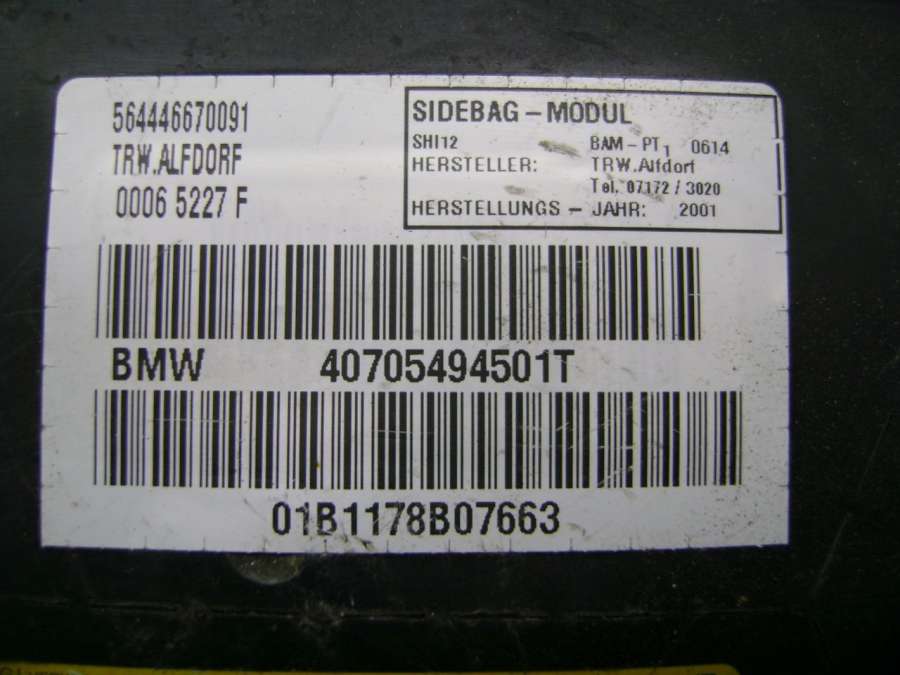 564446670091
TRW.ALFDORF
0006 5227 F
SIDEBAG - MODUL
SHI12 BAM - PT1 0614
HERSTELLER: TRW.Alfdorf
Tel. 07172 / 3020
HERSTELLUNGS - JAHR: 2001
BMW 40705494501T
01B1178B07663